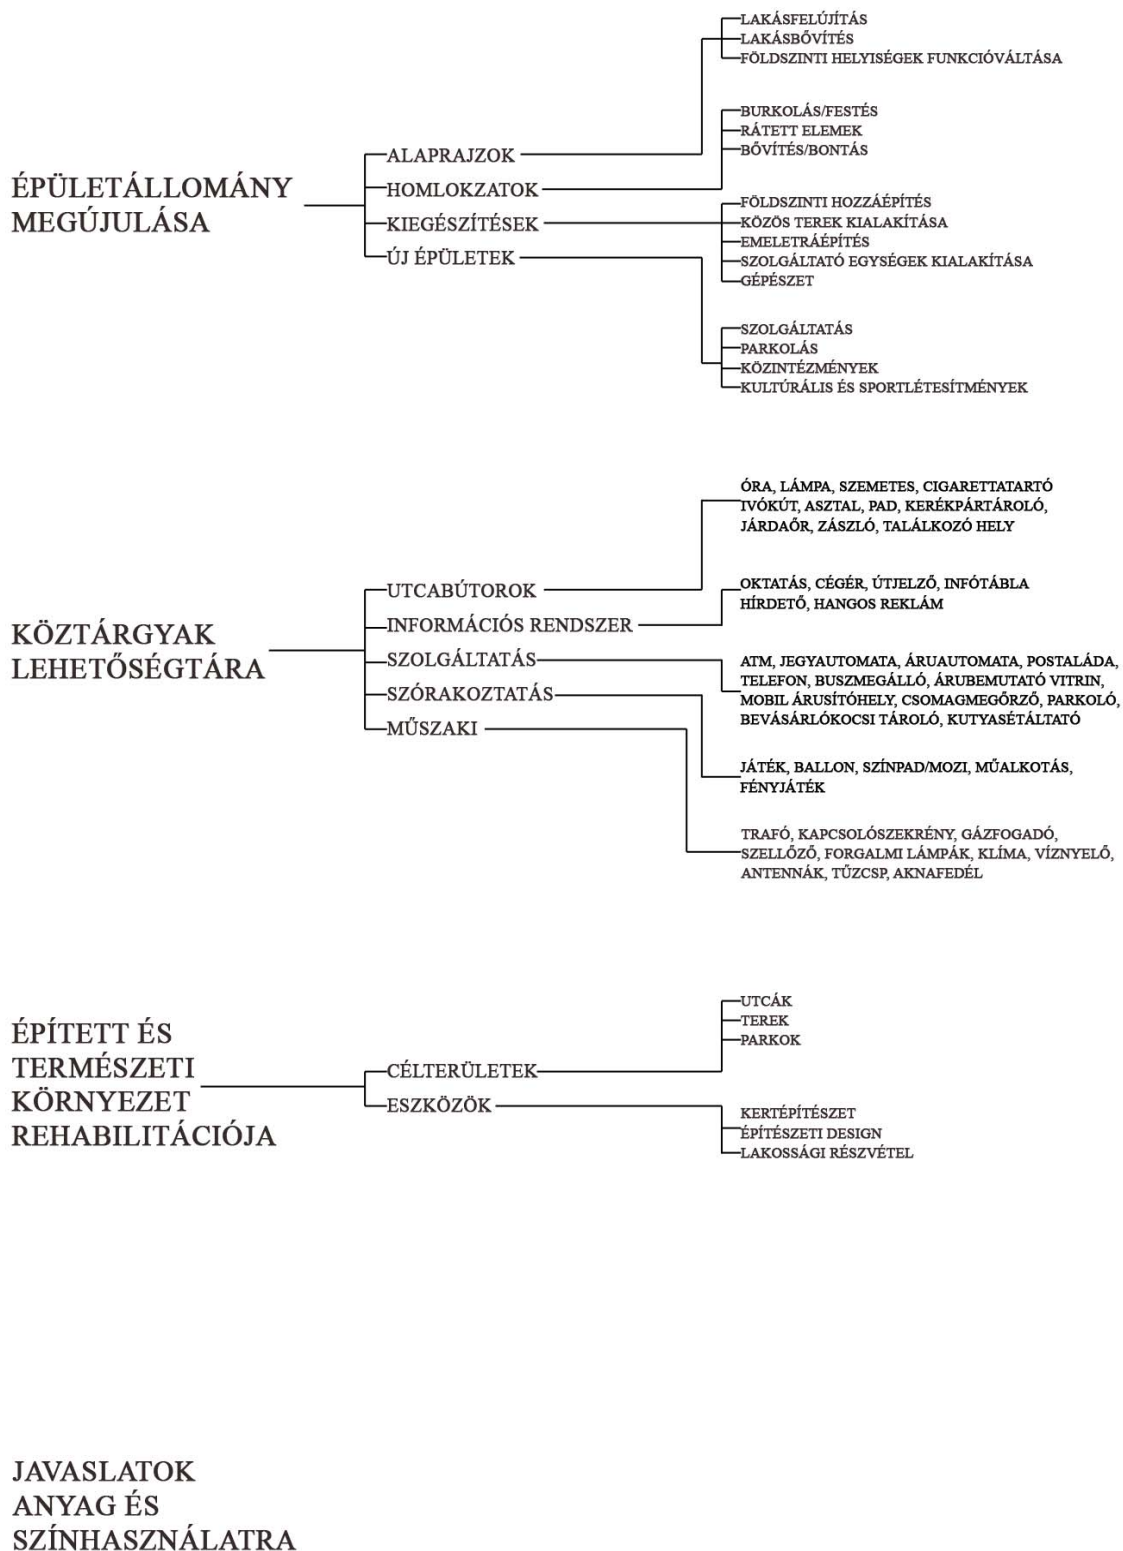 ÉPÜLETÁLLOMÁNY
MEGÚJULÁSA
ALAPRAJZOK
HOMLOKZATOK
KIEGÉSZÍTÉSEK
ÚJ ÉPÜLETEK
LAKÁSFELÚJÍTÁS
LAKÁSBŐVÍTÉS
FÖLDSZINTI HELYISÉGEK FUNKCIÓVÁLTÁSA
BURKOLÁS/FESTÉS
RÁTETT ELEMEK
BŐVÍTÉS/BONTÁS
FÖLDSZINTI HOZZÁÉPÍTÉS
KÖZÖS TEREK KIALAKÍTÁSA
EMELETRÁÉPÍTÉS
SZOLGÁLTATÓ EGYSÉGEK KIALAKÍTÁSA
GÉPÉSZET
SZOLGÁLTATÁS
PARKOLÁS
KÖZINTÉZMÉNYEK
KULTÚRÁLIS ÉS SPORTLÉTESÍTMÉNYEK
KÖZTÁRGYAK
LEHETŐSÉGTÁRA
UTCABÚTOROK
INFORMÁCIÓS RENDSZER
SZOLGÁLTATÁS
SZÓRAKOZTATÁS
MŰSZAKI
ÓRA, LÁMPA, SZEMETES, CIGARETTATARTÓ
IVÓKÚT, ASZTAL, PAD, KERÉKPÁRTÁROLÓ,
JÁRDAŐR, ZÁSZLÓ, TALÁLKOZÓ HELY
OKTATÁS, CÉGÉR, ÚTJELZŐ, INFÓTÁBLA
HÍRDETŐ, HANGOS REKLÁM
ATM, JEGYAUTOMATA, ÁRUAUTOMATA, POSTALÁDA,
TELEFON, BUSZMEGÁLLÓ, ÁRUBEMUTATÓ VITRIN,
MOBIL ÁRUSÍTÓHELY, CSOMAGMEGŐRZŐ, PARKOLÓ,
BEVÁSÁRLÓKOCSI TÁROLÓ, KUTYASÉTÁLTATÓ
JÁTÉK, BALLON, SZÍNPAD/MOZI, MŰALKOTÁS,
FÉNYJÁTÉK
TRAFÓ, KAPCSOLÓSZEKRÉNY, GÁZFOGADÓ,
SZELLŐZŐ, FORGALMI LÁMPÁK, KLÍMA, VÍZNYELŐ,
ANTENNÁK, TŰZCSP, AKNAFEDÉL
ÉPÍTETT ÉS
TERMÉSZETI
KÖRNYEZET
REHABILITÁCIÓJA
CÉLTERÜLETEK
ESZKÖZÖK
UTCÁK
TEREK
PARKOK
KERTÉPÍTÉSZET
ÉPÍTÉSZETI DESIGN
LAKOSSÁGI RÉSZVÉTEL
JAVASLATOK
ANYAG ÉS
SZÍNHASZNÁLATRA